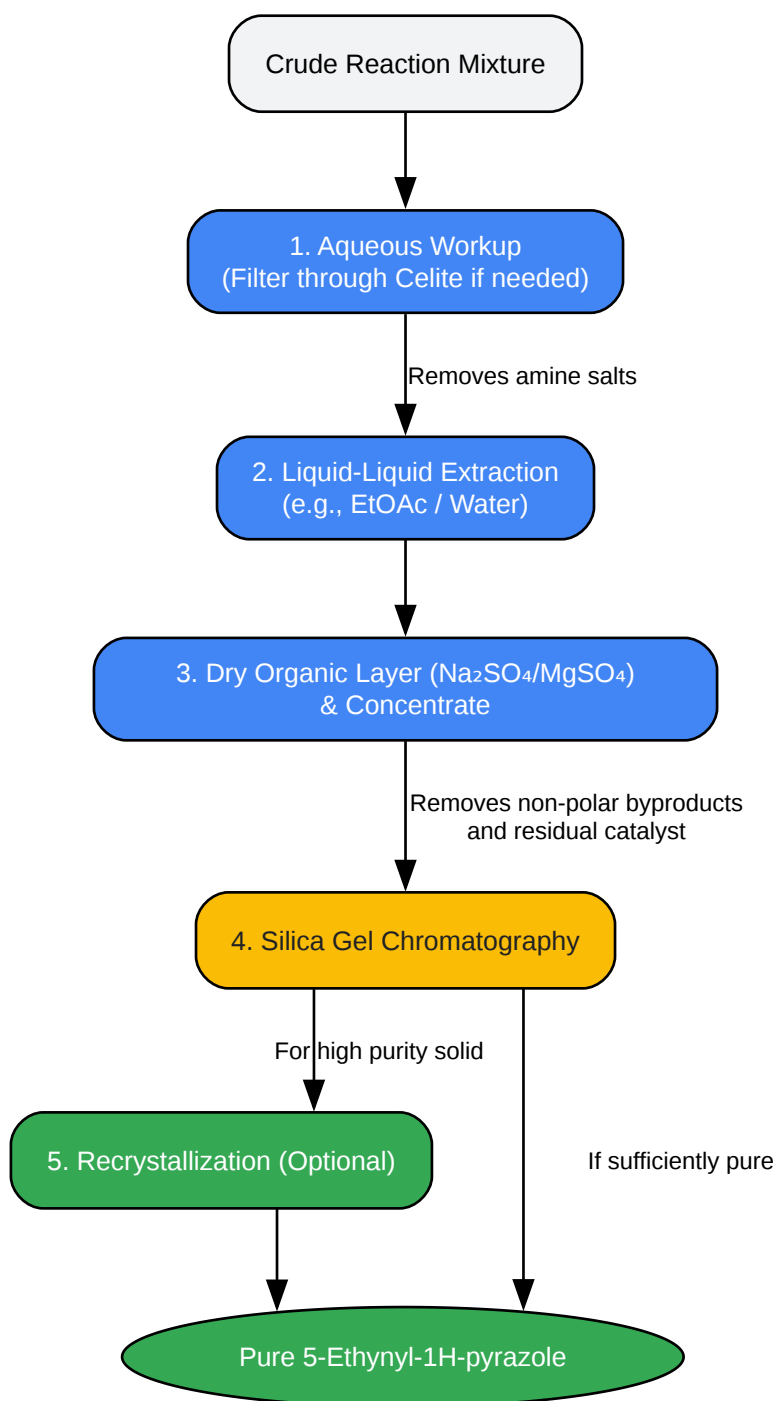 Crude Reaction Mixture
1. Aqueous Workup
(Filter through Celite if needed)
Removes amine salts
2. Liquid-Liquid Extraction
(e.g., EtOAc / Water)
3. Dry Organic Layer (Na₂SO₄/MgSO₄)
& Concentrate
Removes non-polar byproducts
and residual catalyst
4. Silica Gel Chromatography
For high purity solid
5. Recrystallization (Optional)
If sufficiently pure
Pure 5-Ethynyl-1H-pyrazole